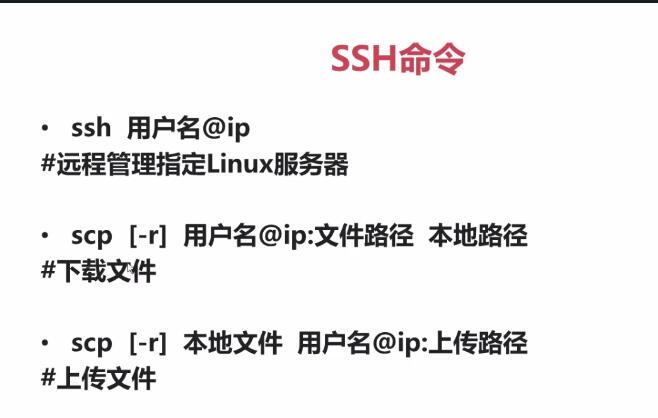 SSH命令
• ssh 用户名@ip
#远程管理指定Linux服务器
• scp [-r] 用户名@ip:文件路径 本地路径
#下载文件
• scp [-r] 本地文件 用户名@ip:上传路径
#上传文件